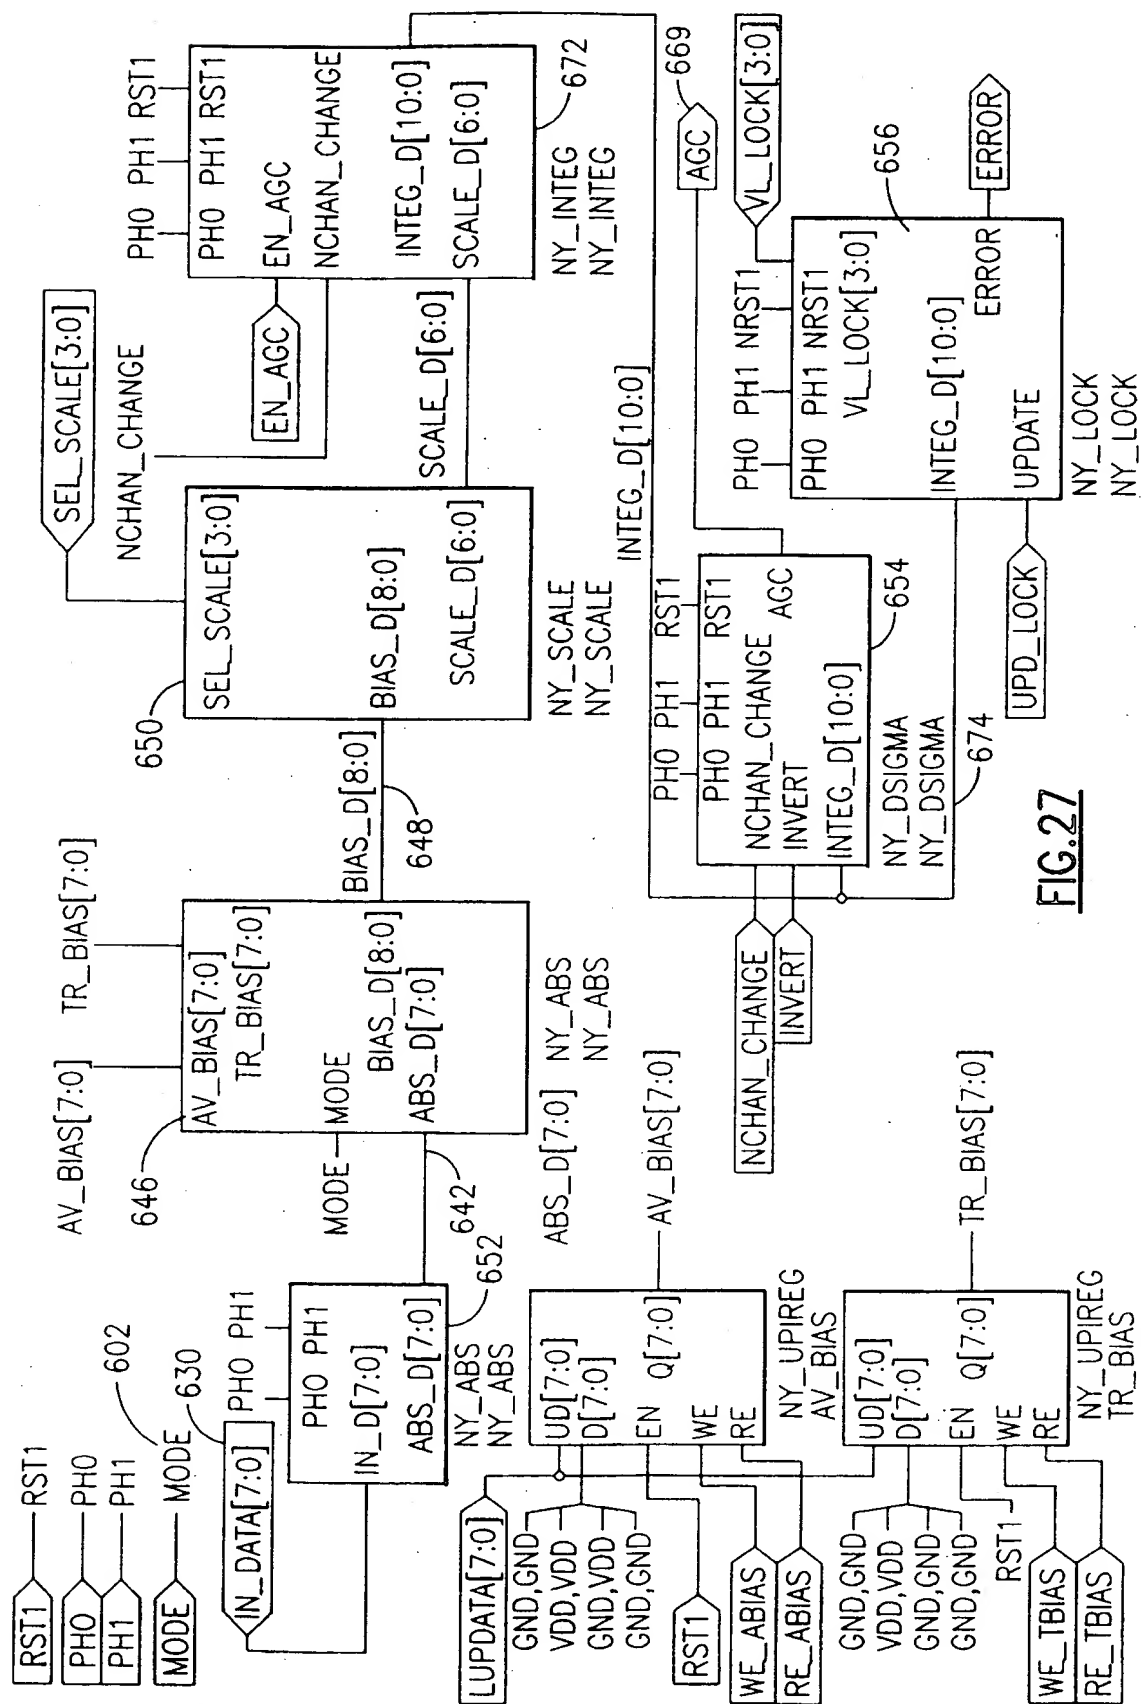 RST1
RST1
PH0
PH0
PH1
PH1
MODE
MODE
602
IN_DATA[7:0]
630
PH0 PH1
PH0 PH1
IN_D[7:0]
ABS_D[7:0]
652
NY_ABS
NY_ABS
642
AV_BIAS[7:0]
TR_BIAS[7:0]
646
AV_BIAS[7:0]
TR_BIAS[7:0]
MODE
MODE
BIAS_D[8:0]
ABS_D[7:0]
NY_ABS
NY_ABS
ABS_D[7:0]
BIAS_D[8:0]
648
650
SEL_SCALE[3:0]
NCHAN_CHANGE
SEL_SCALE[3:0]
BIAS_D[8:0]
SCALE_D[6:0]
NY_SCALE
NY_SCALE
EN_AGC
SCALE_D[6:0]
PH0 PH1 RST1
PH0 PH1 RST1
EN_AGC
NCHAN_CHANGE
INTEG_D[10:0]
SCALE_D[6:0]
672
NY_INTEG
NY_INTEG
INTEG_D[10:0]
LUPDATA[7:0]
GND,GND
VDD,VDD
GND,VDD
GND,GND
RST1
WE_ABIAS
RE_ABIAS
UD[7:0]
D[7:0]
EN
Q[7:0]
WE
RE
AV_BIAS[7:0]
NY_UPIREG
AV_BIAS
GND,GND
VDD,VDD
GND,GND
GND,GND
RST1
WE_TBIAS
RE_TBIAS
UD[7:0]
D[7:0]
EN
Q[7:0]
WE
RE
TR_BIAS[7:0]
NY_UPIREG
TR_BIAS
NCHAN_CHANGE
INVERT
PH0 PH1 RST1
PH0 PH1 RST1
NCHAN_CHANGE
AGC
INVERT
INTEG_D[10:0]
654
NY_DSIGMA
NY_DSIGMA
674
AGC
669
VL_LOCK[3:0]
PH0 PH1 NRST1
PH0 PH1 NRST1
VL_LOCK[3:0]
656
INTEG_D[10:0]
ERROR
UPDATE
ERROR
UPD_LOCK
NY_LOCK
NY_LOCK
FIG.27